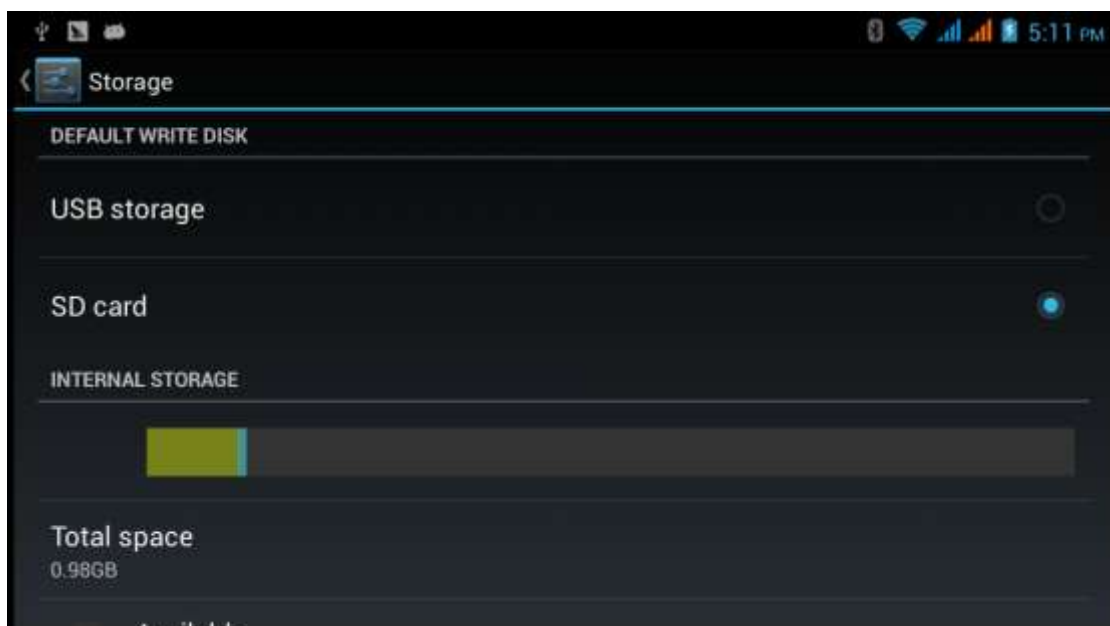 5:11 PM
Storage
DEFAULT WRITE DISK
USB storage
SD card
INTERNAL STORAGE
Total space
0.98GB